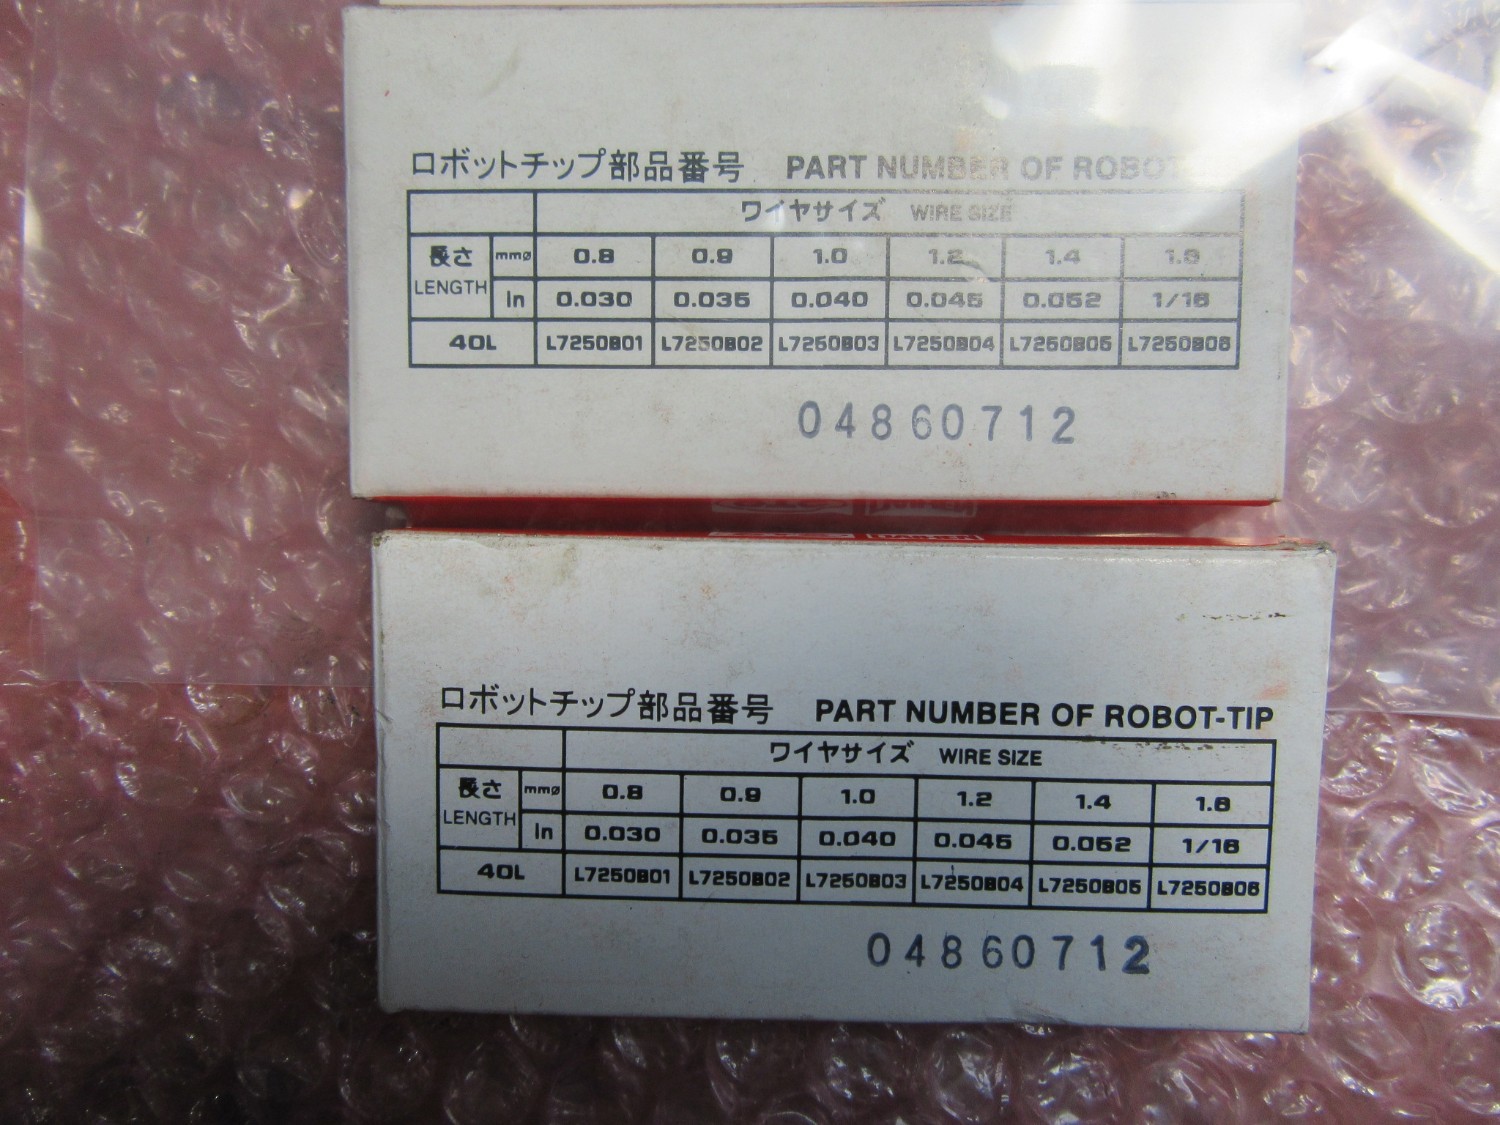 ロボットチップ部品番号 PART NUMBER OF ROBOT
ワイヤサイズ WIRE SIZE
長さ LENGTH mmø 0.8 0.9 1.0 1.2 1.4 1.6
in 0.030 0.035 0.040 0.045 0.052 1/16
40L L7250B01 L7250B02 L7250B03 L7250B04 L7250B05 L7250B06
04860712
ロボットチップ部品番号 PART NUMBER OF ROBOT-TIP
ワイヤサイズ WIRE SIZE
長さ LENGTH mmø 0.8 0.9 1.0 1.2 1.4 1.6
in 0.030 0.035 0.040 0.045 0.052 1/16
40L L7250B01 L7250B02 L7250B03 L7250B04 L7250B05 L7250B06
04860712